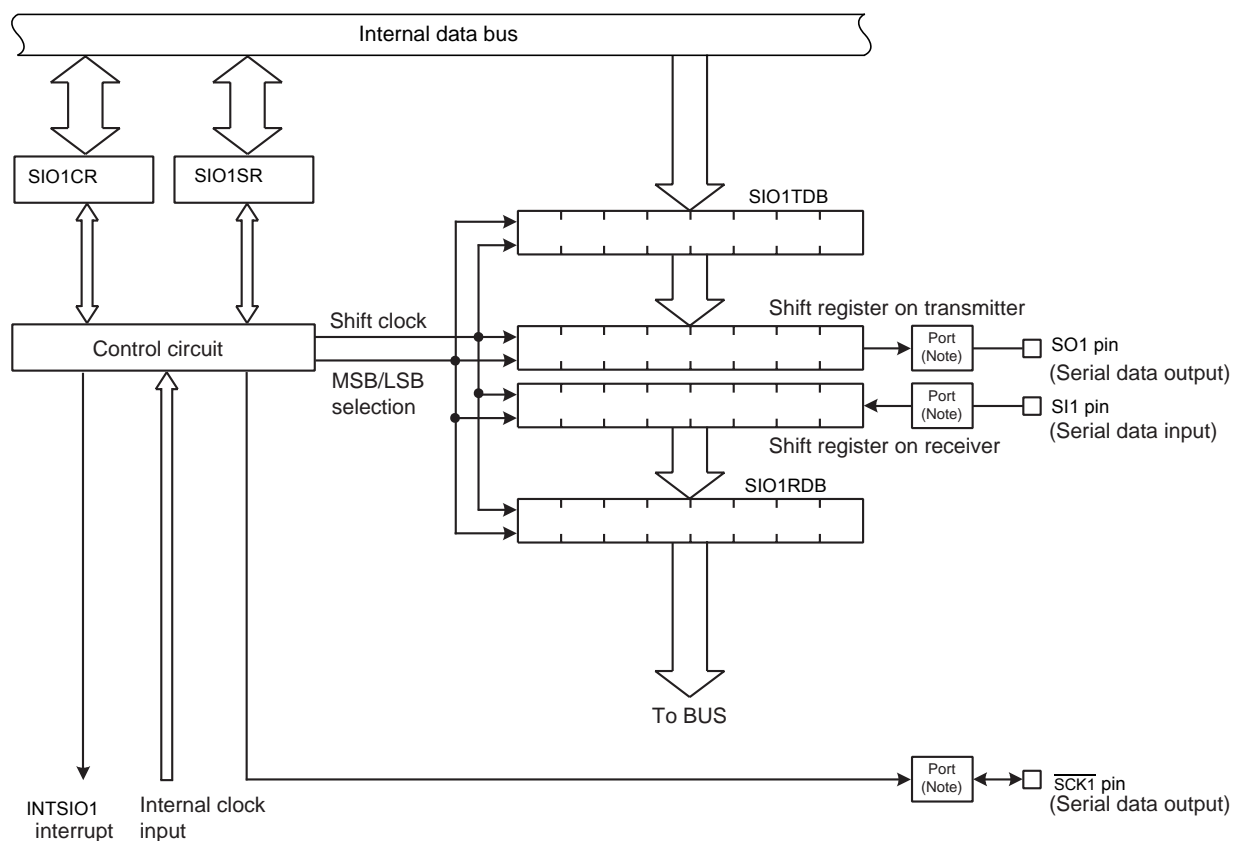 Internal data bus
SIO1CR
SIO1SR
SIO1TDB
Shift clock
Shift register on transmitter
Control circuit
Port
(Note)
SO1 pin
(Serial data output)
MSB/LSB
selection
Port
(Note)
SI1 pin
(Serial data input)
Shift register on receiver
SIO1RDB
To BUS
Port
(Note)
SCK1 pin
(Serial data output)
INTSIO1
interrupt
Internal clock
input